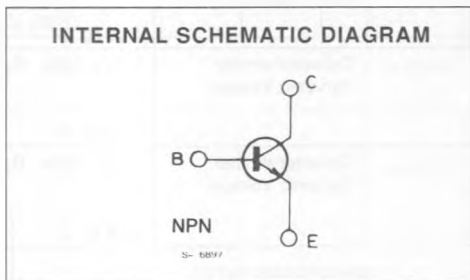 INTERNAL SCHEMATIC DIAGRAM
C
B
NPN
S- 6897
E